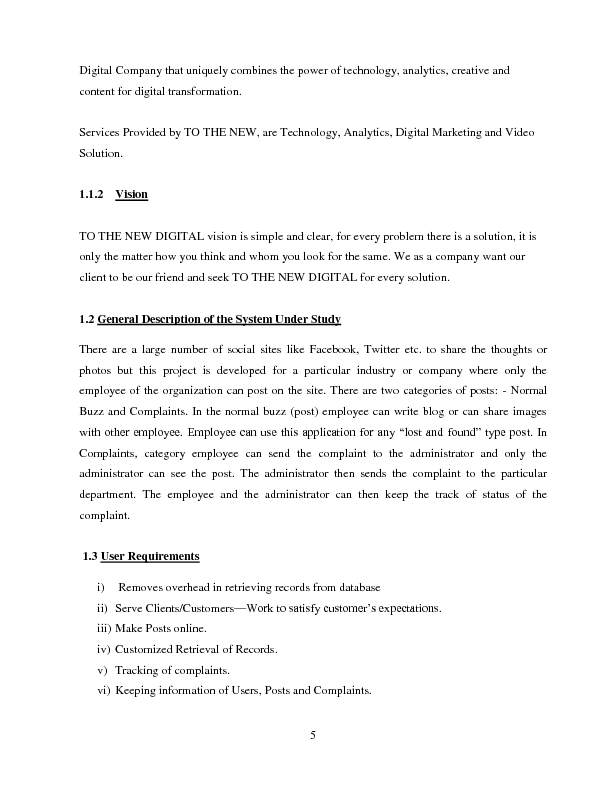 Digital Company that uniquely combines the power of technology, analytics, creative and
content for digital transformation.
Services Provided by TO THE NEW, are Technology, Analytics, Digital Marketing and Video
Solution.
1.1.2 Vision
TO THE NEW DIGITAL vision is simple and clear, for every problem there is a solution, it is
only the matter how you think and whom you look for the same. We as a company want our
client to be our friend and seek TO THE NEW DIGITAL for every solution.
1.2 General Description of the System Under Study
There are a large number of social sites like Facebook, Twitter etc. to share the thoughts or
photos but this project is developed for a particular industry or company where only the
employee of the organization can post on the site. There are two categories of posts: - Normal
Buzz and Complaints. In the normal buzz (post) employee can write blog or can share images
with other employee. Employee can use this application for any “lost and found” type post. In
Complaints, category employee can send the complaint to the administrator and only the
administrator can see the post. The administrator then sends the complaint to the particular
department. The employee and the administrator can then keep the track of status of the
complaint.
1.3 User Requirements
i) Removes overhead in retrieving records from database
ii) Serve Clients/Customers—Work to satisfy customer’s expectations.
iii) Make Posts online.
iv) Customized Retrieval of Records.
v) Tracking of complaints.
vi) Keeping information of Users, Posts and Complaints.
5